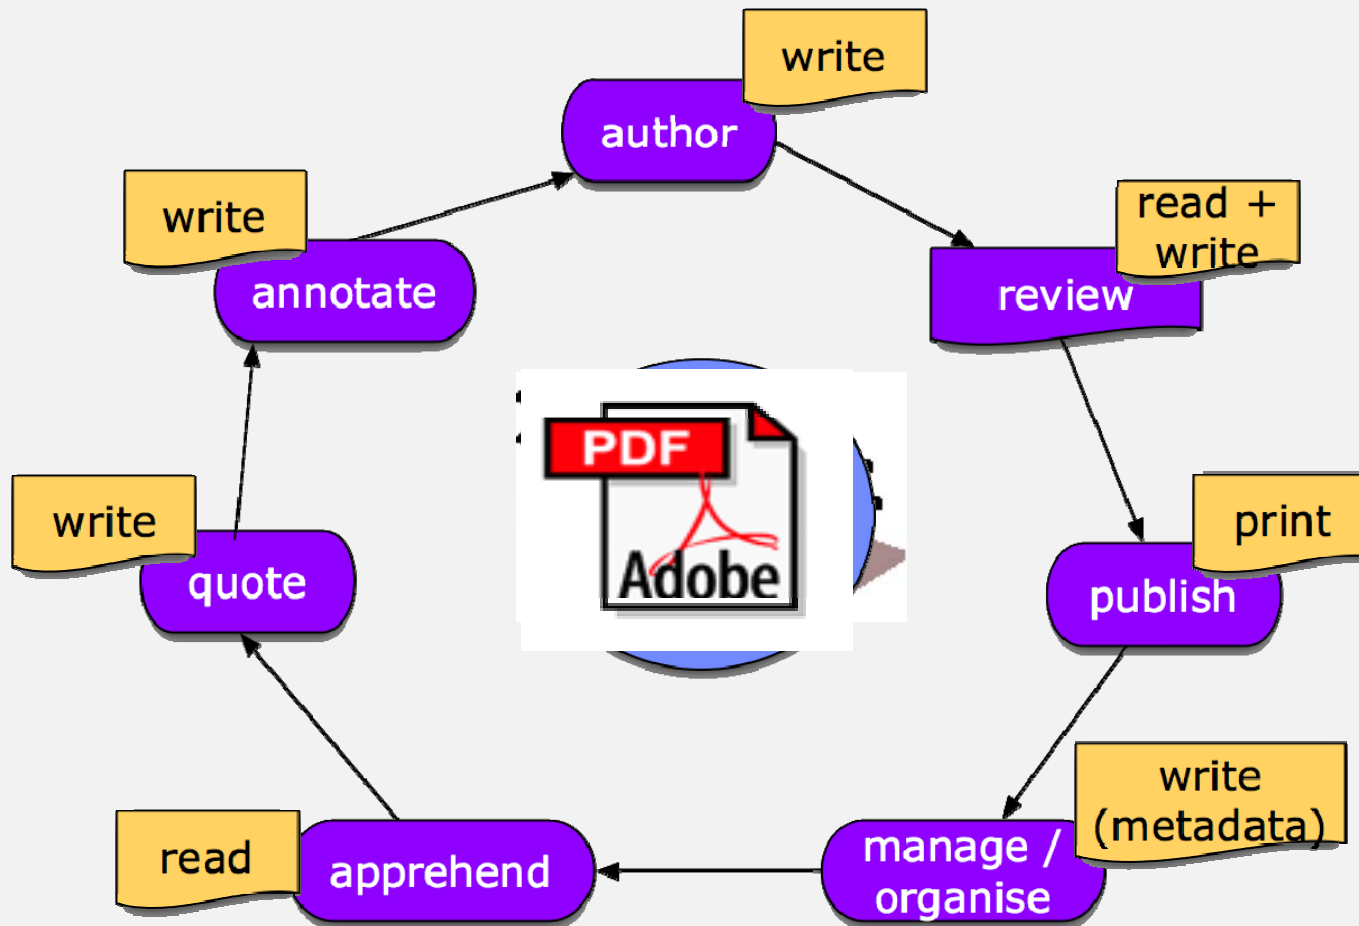 write
author
write
annotate
read +
write
review
PDF
Adobe
write
quote
print
publish
read
apprehend
write
(metadata)
manage /
organise